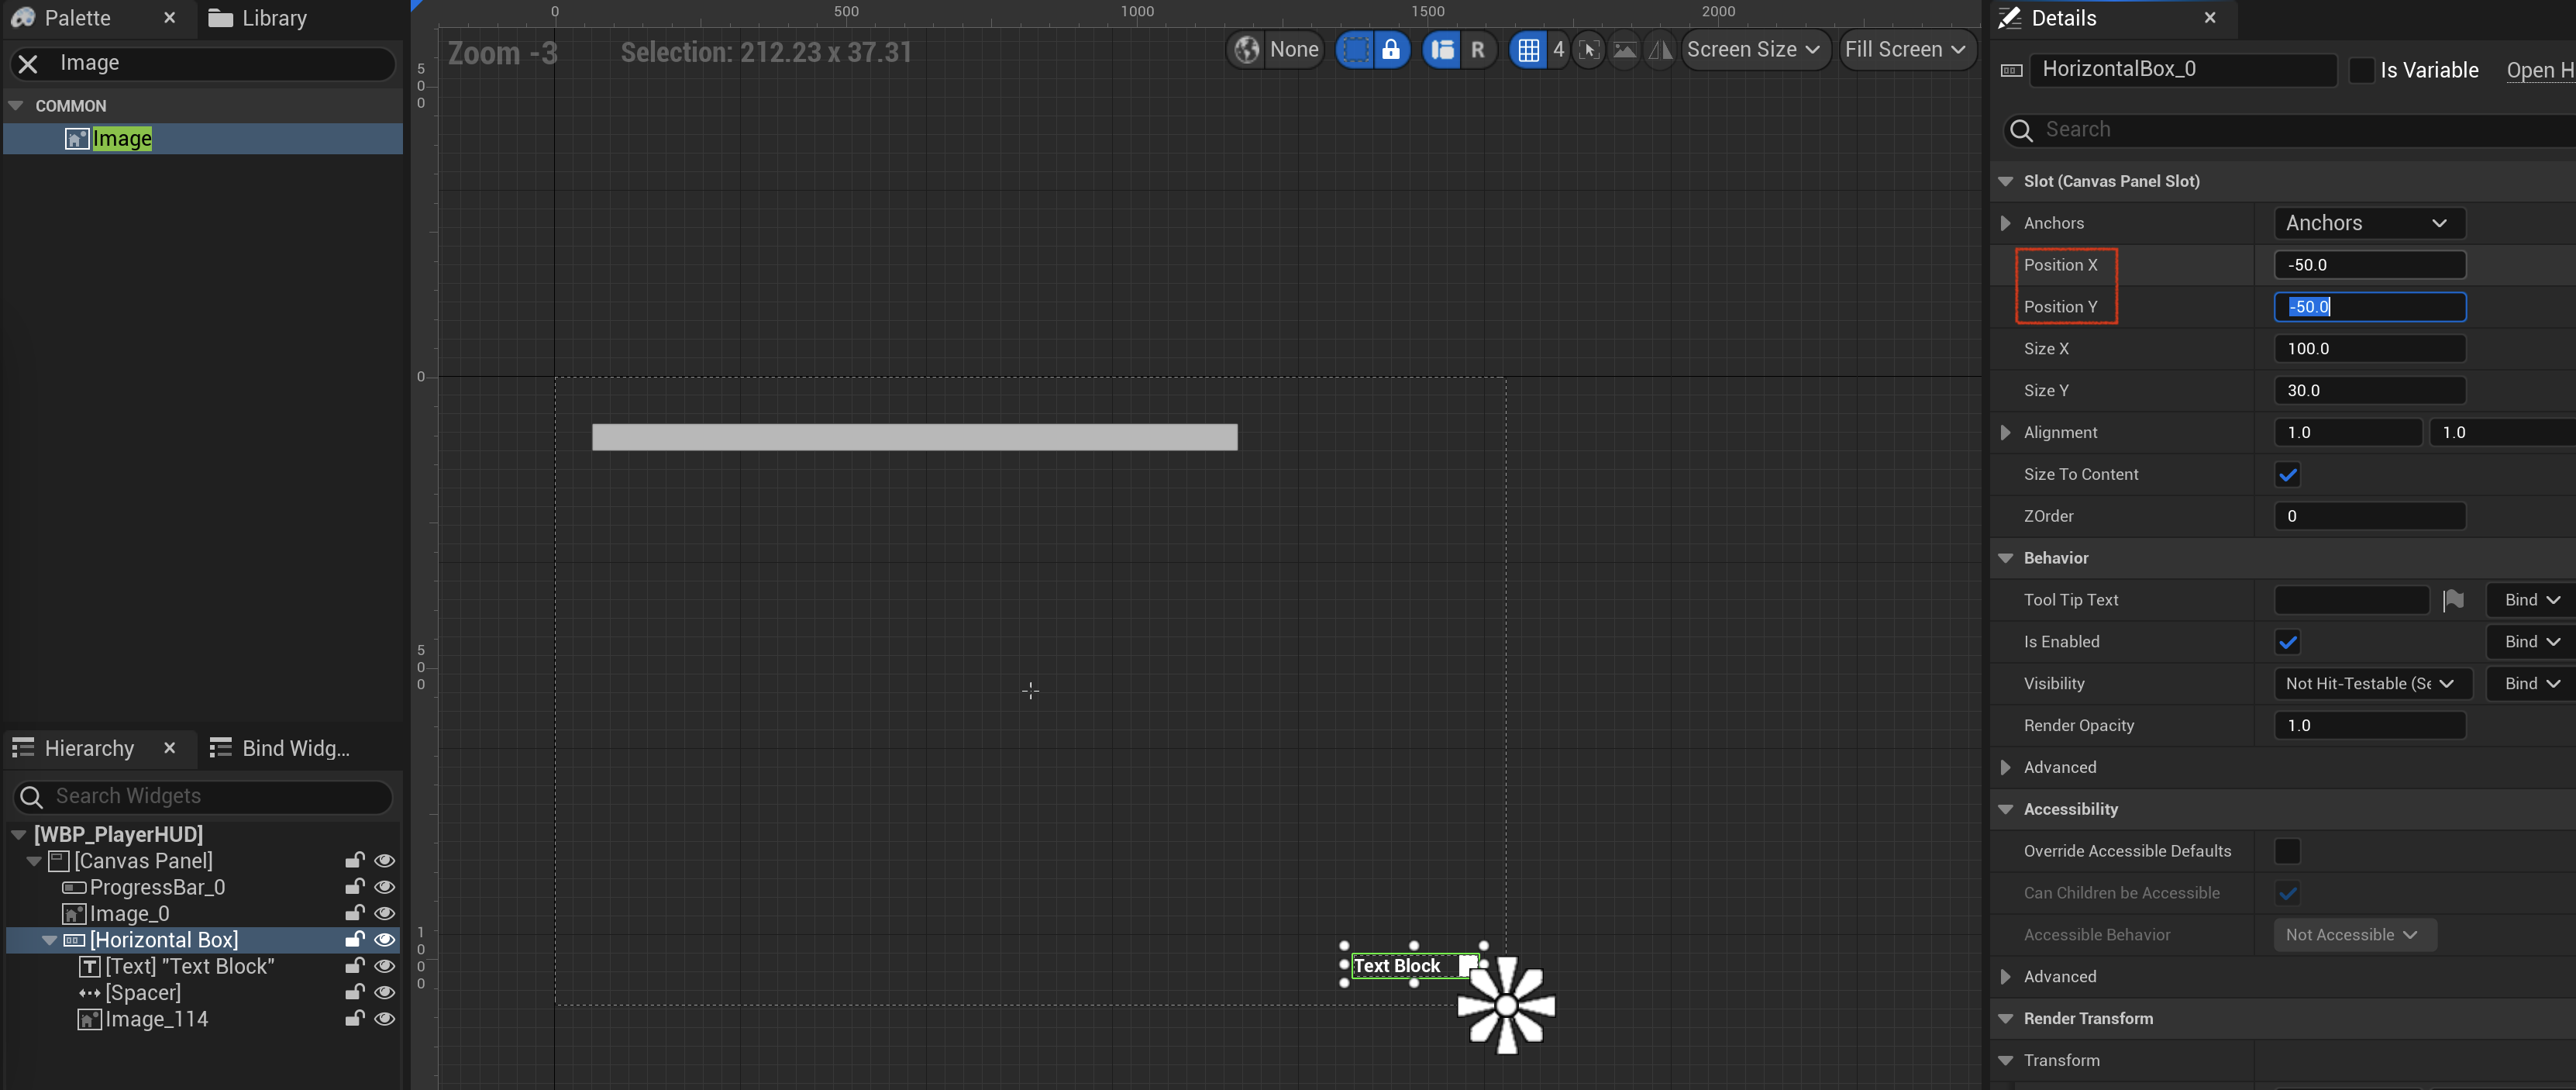 Palette
Library
Image
COMMON
Image
Hierarchy
Bind Widg...
Search Widgets
[WBP_PlayerHUD]
[Canvas Panel]
ProgressBar_0
Image_0
[Horizontal Box]
[Text] "Text Block"
[Spacer]
Image_114
0
500
1000
1500
2000
Zoom -3
Selection: 212.23 x 37.31
None
R
4
Screen Size
Fill Screen
500
0
500
1000
Text Block
Details
HorizontalBox_0
Is Variable
Open H
Search
Slot (Canvas Panel Slot)
Anchors
Anchors
Position X
-50.0
Position Y
-50.0
Size X
100.0
Size Y
30.0
Alignment
1.0
1.0
Size To Content
ZOrder
0
Behavior
Tool Tip Text
Bind
Is Enabled
Bind
Visibility
Not Hit-Testable (Se
Bind
Render Opacity
1.0
Advanced
Accessibility
Override Accessible Defaults
Can Children be Accessible
Accessible Behavior
Not Accessible
Advanced
Render Transform
Transform